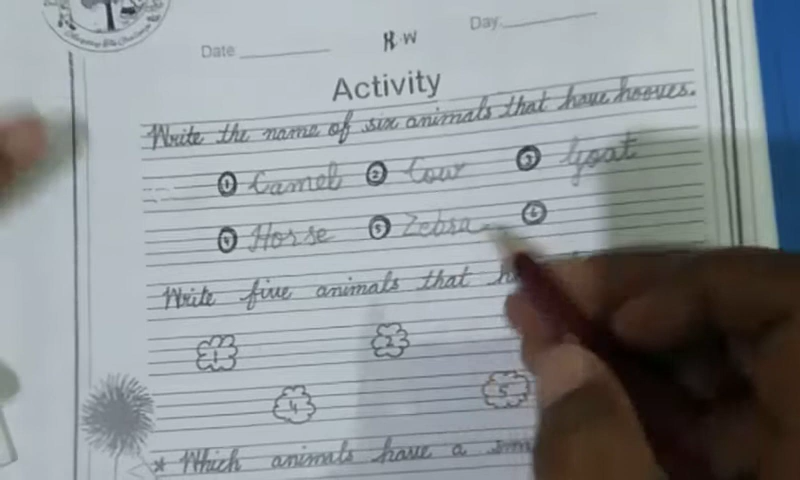 Date
H.W
Day:
Activity
Write the name of six animals that have hooves.
1 Camel 2 Cow 3 Goat
4 Horse 5 Zebra 6
Write five animals that
1 2
4 5
* Which animals have a